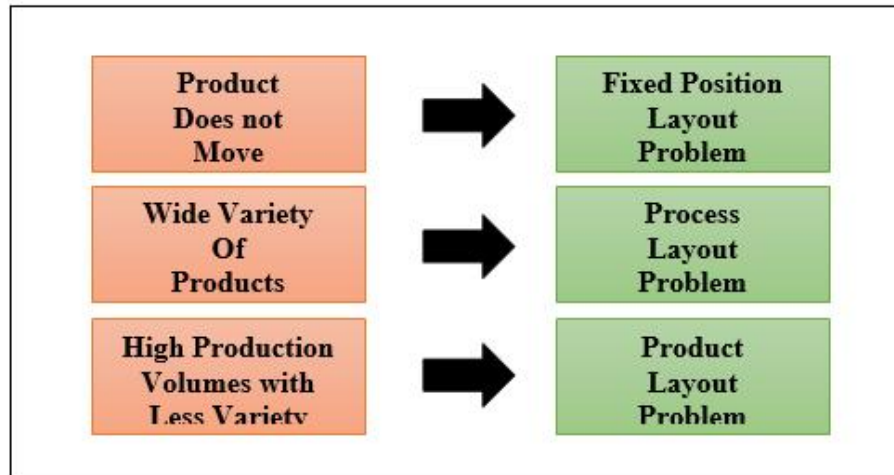 Product
Does not
Move
Fixed Position
Layout
Problem
Wide Variety
Of
Products
Process
Layout
Problem
High Production
Volumes with
Less Variety
Product
Layout
Problem